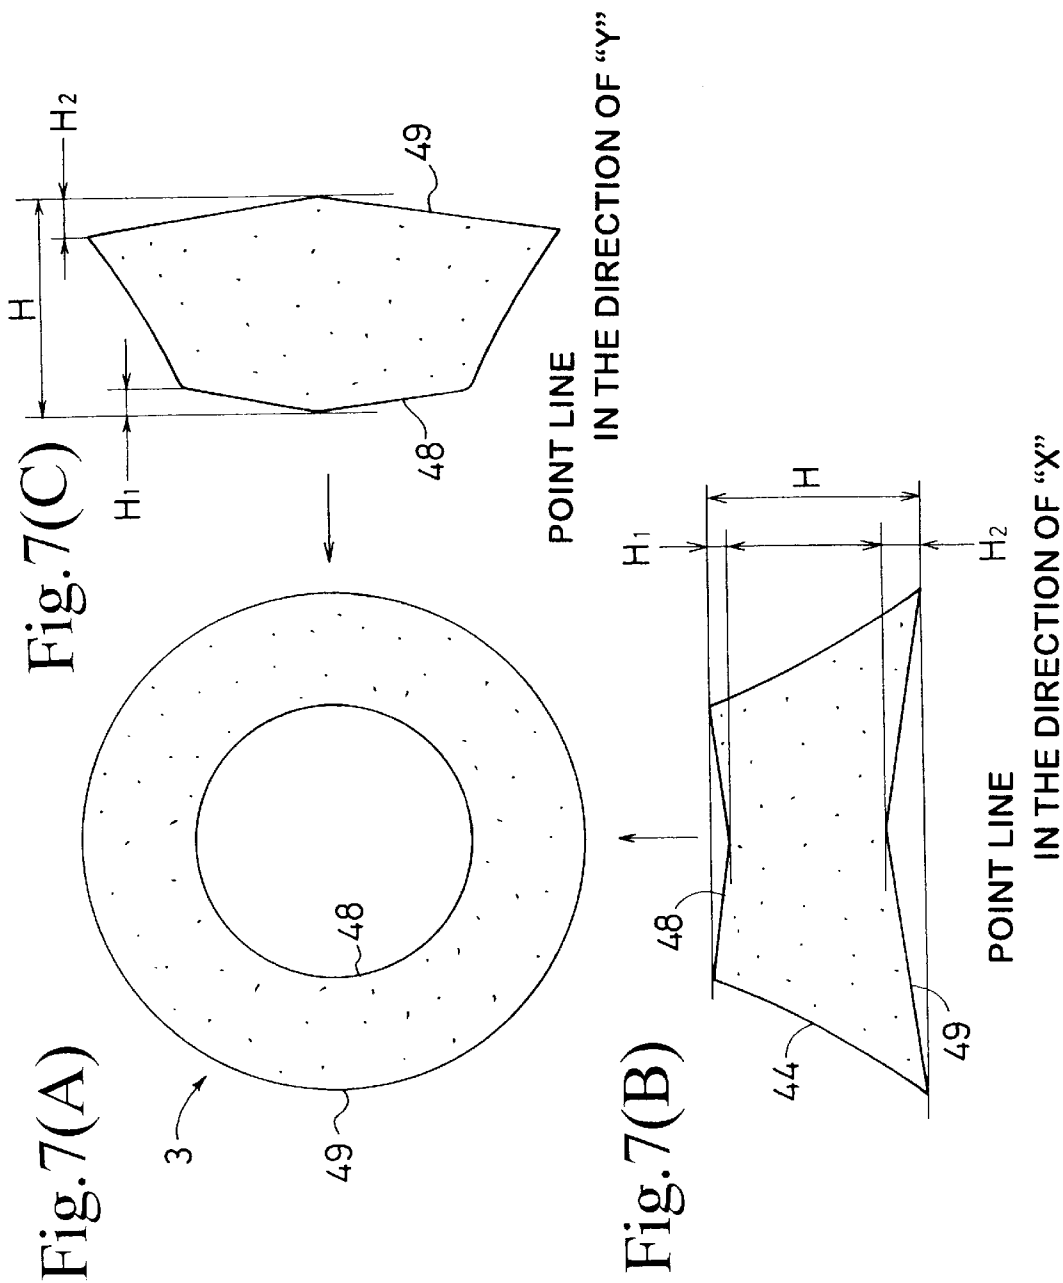 Fig.7(A)
3
49
48
Fig.7(B)
44
48
49
H1
H
H2
POINT LINE
IN THE DIRECTION OF "X"
Fig.7(C)
H1
H
H2
48
49
POINT LINE
IN THE DIRECTION OF "Y"